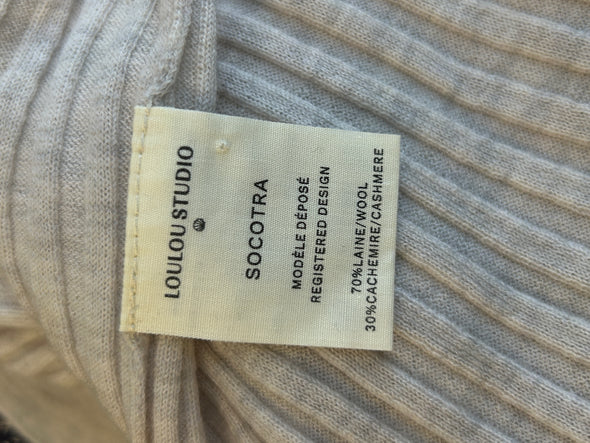 LOULOU STUDIO
SOCOTRA
MODÈLE DÉPOSÉ
REGISTERED DESIGN
70%LAINE/WOOL
30%CACHEMIRE/CASHMERE